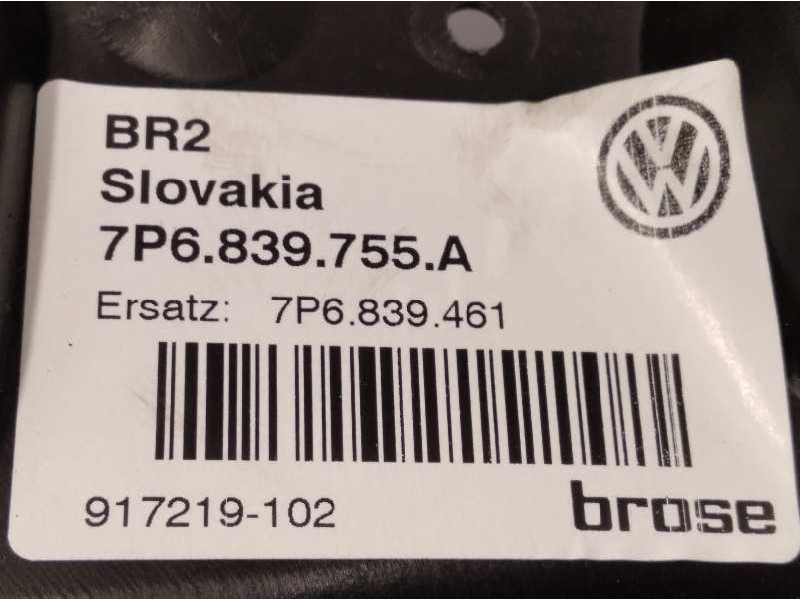 BR2
Slovakia
7P6.839.755.A
Ersatz: 7P6.839.461
917219-102
brose